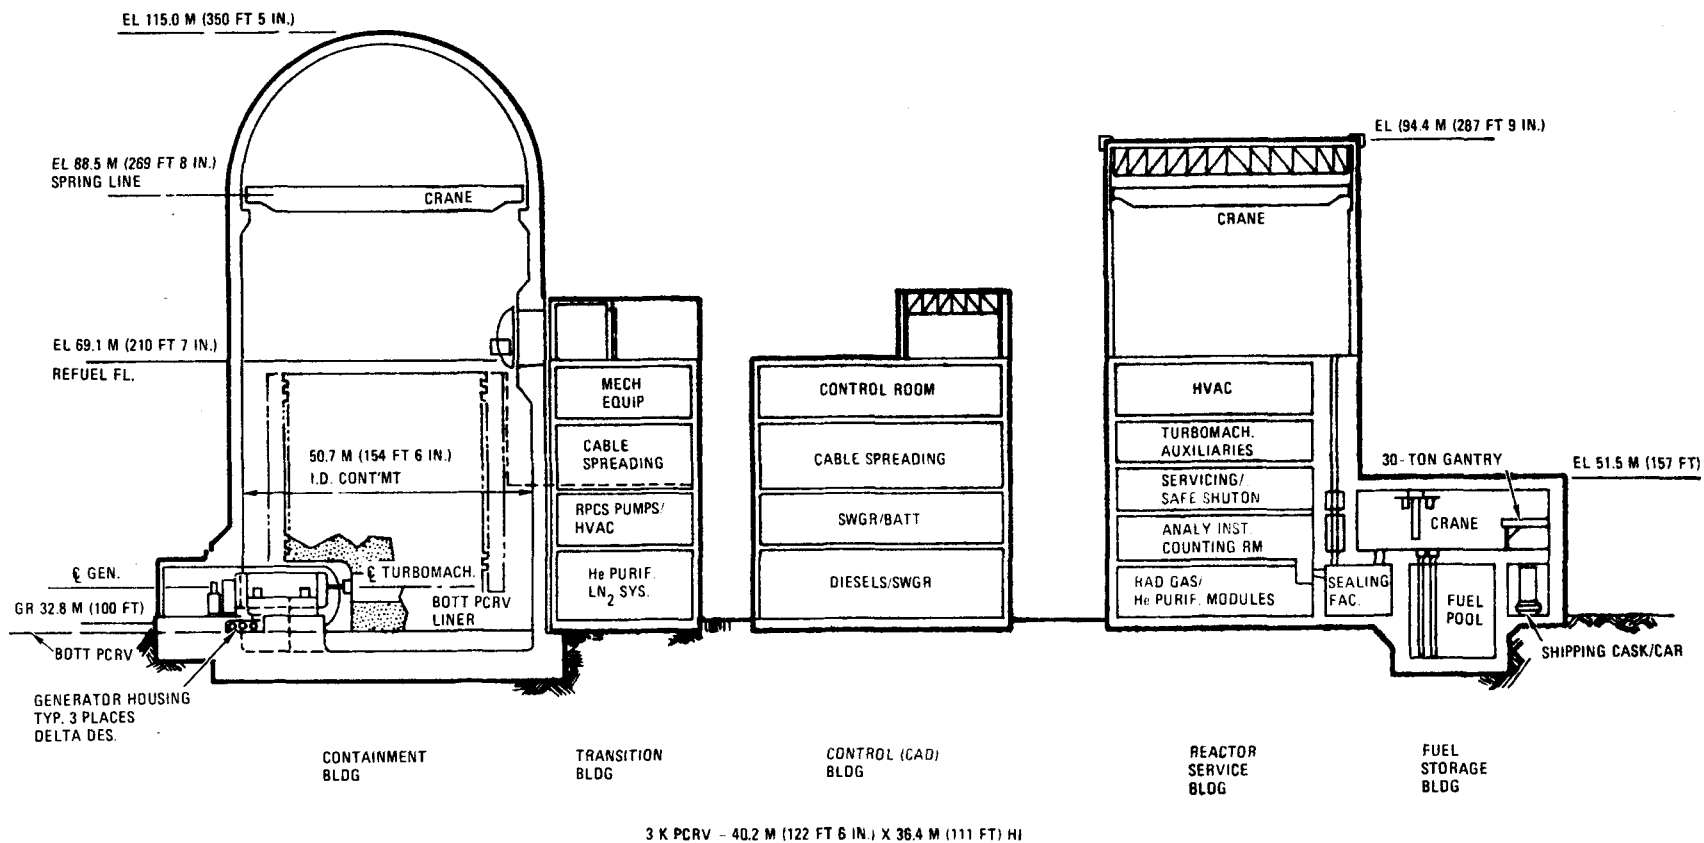 EL 115.0 M (350 FT 5 IN.)
EL 88.5 M (269 FT 8 IN.)
SPRING LINE
CRANE
EL 69.1 M (210 FT 7 IN.)
REFUEL FL.
50.7 M (154 FT 6 IN.)
I.D. CONT'MT
℄ GEN.
℄ TURBOMACH.
GR 32.8 M (100 FT)
BOTT PCRV
LINER
BOTT PCRV
GENERATOR HOUSING
TYP. 3 PLACES
DELTA DES.
MECH
EQUIP
CABLE
SPREADING
RPCS PUMPS/
HVAC
He PURIF.
LN2 SYS.
CONTROL ROOM
CABLE SPREADING
SWGR/BATT
DIESELS/SWGR
EL (94.4 M (287 FT 9 IN.)
CRANE
HVAC
TURBOMACH.
AUXILIARIES
SERVICING/
SAFE SHUTON
ANALY INST.
COUNTING RM
RAD GAS/
He PURIF. MODULES
SEALING
FAC.
30-TON GANTRY
EL 51.5 M (157 FT)
CRANE
FUEL
POOL
SHIPPING CASK/CAR
CONTAINMENT
BLDG
TRANSITION
BLDG
CONTROL (CAD)
BLDG
REACTOR
SERVICE
BLDG
FUEL
STORAGE
BLDG
3 K PCRV - 40.2 M (122 FT 6 IN.) X 36.4 M (111 FT) HI